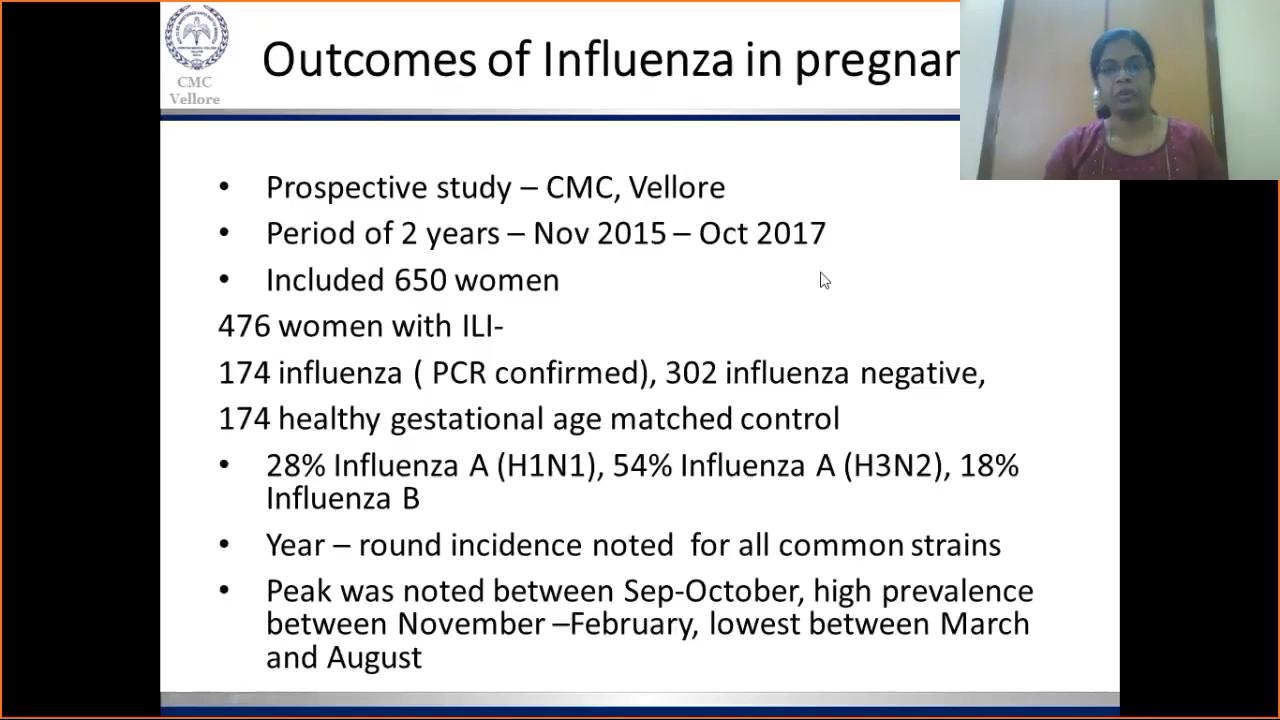 CMC
Vellore
Outcomes of Influenza in pregnan
• Prospective study – CMC, Vellore
• Period of 2 years – Nov 2015 – Oct 2017
• Included 650 women
476 women with ILI-
174 influenza ( PCR confirmed), 302 influenza negative,
174 healthy gestational age matched control
• 28% Influenza A (H1N1), 54% Influenza A (H3N2), 18%
Influenza B
• Year – round incidence noted for all common strains
• Peak was noted between Sep-October, high prevalence
between November –February, lowest between March
and August